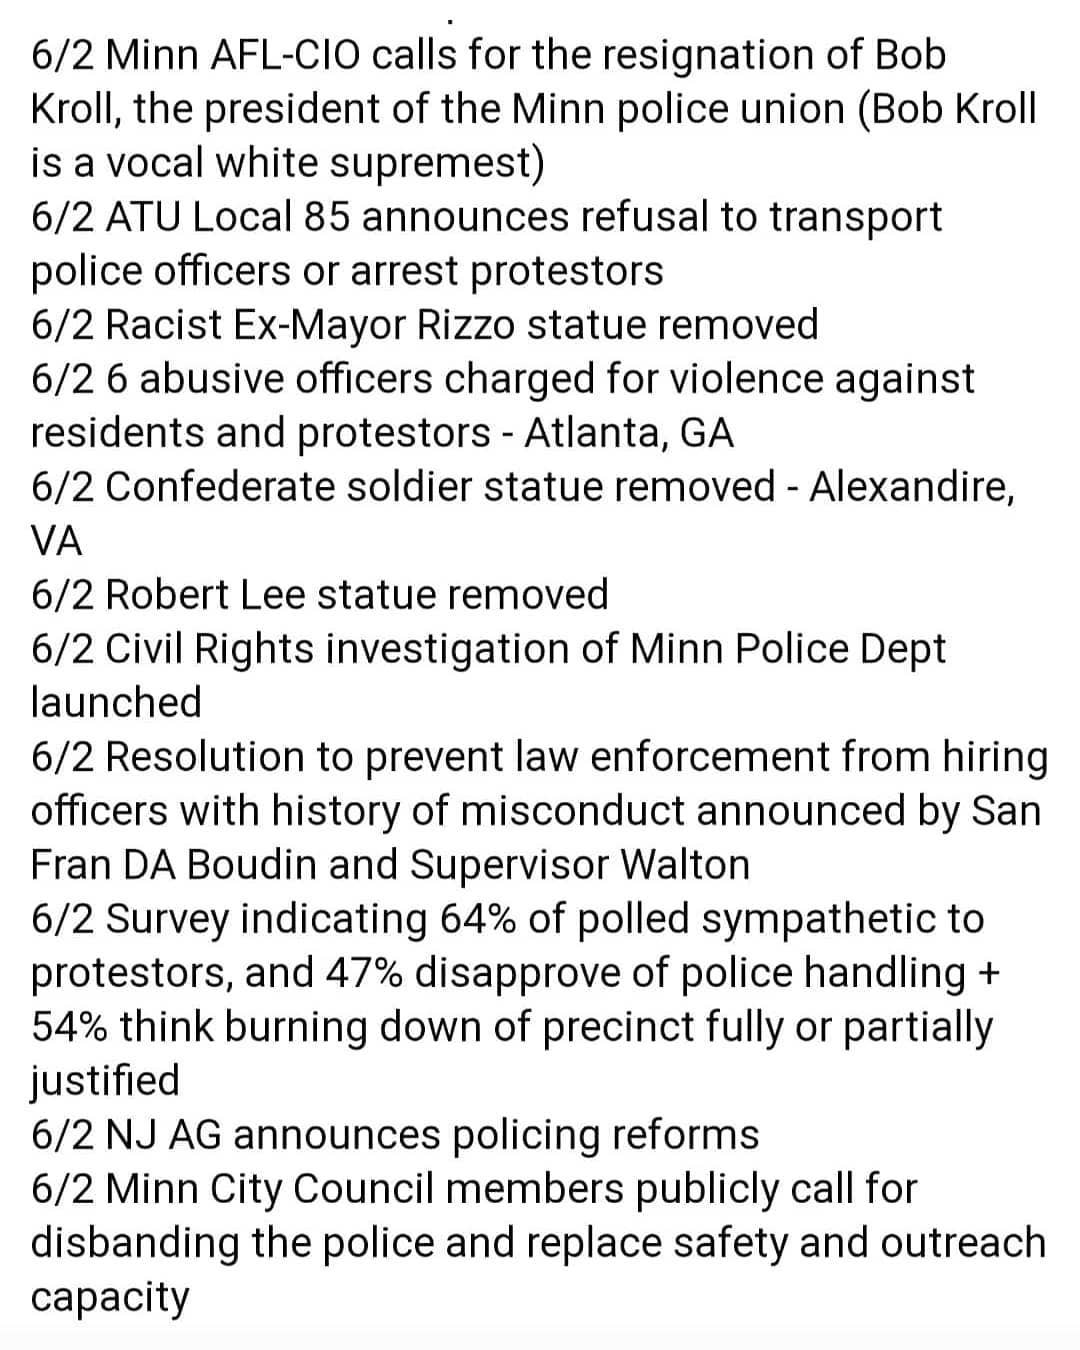 6/2 Minn AFL-CIO calls for the resignation of Bob
Kroll, the president of the Minn police union (Bob Kroll
is a vocal white supremest)
6/2 ATU Local 85 announces refusal to transport
police officers or arrest protestors
6/2 Racist Ex-Mayor Rizzo statue removed
6/2 6 abusive officers charged for violence against
residents and protestors - Atlanta, GA
6/2 Confederate soldier statue removed - Alexandire,
VA
6/2 Robert Lee statue removed
6/2 Civil Rights investigation of Minn Police Dept
launched
6/2 Resolution to prevent law enforcement from hiring
officers with history of misconduct announced by San
Fran DA Boudin and Supervisor Walton
6/2 Survey indicating 64% of polled sympathetic to
protestors, and 47% disapprove of police handling +
54% think burning down of precinct fully or partially
justified
6/2 NJ AG announces policing reforms
6/2 Minn City Council members publicly call for
disbanding the police and replace safety and outreach
capacity